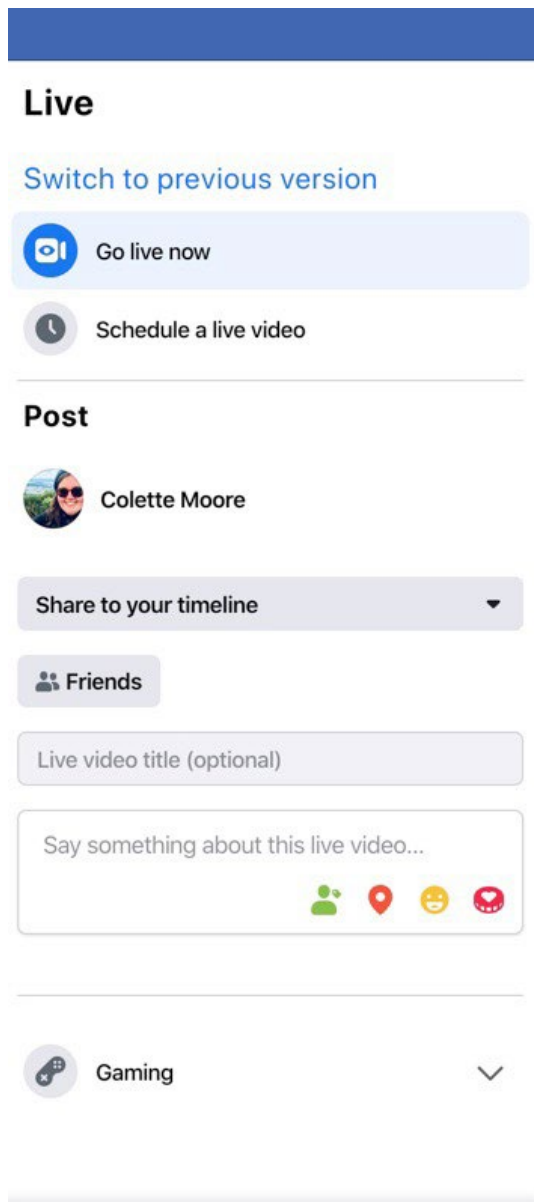 Live
Switch to previous version
Go live now
Schedule a live video
Post
Colette Moore
Share to your timeline
Friends
Live video title (optional)
Say something about this live video...
Gaming